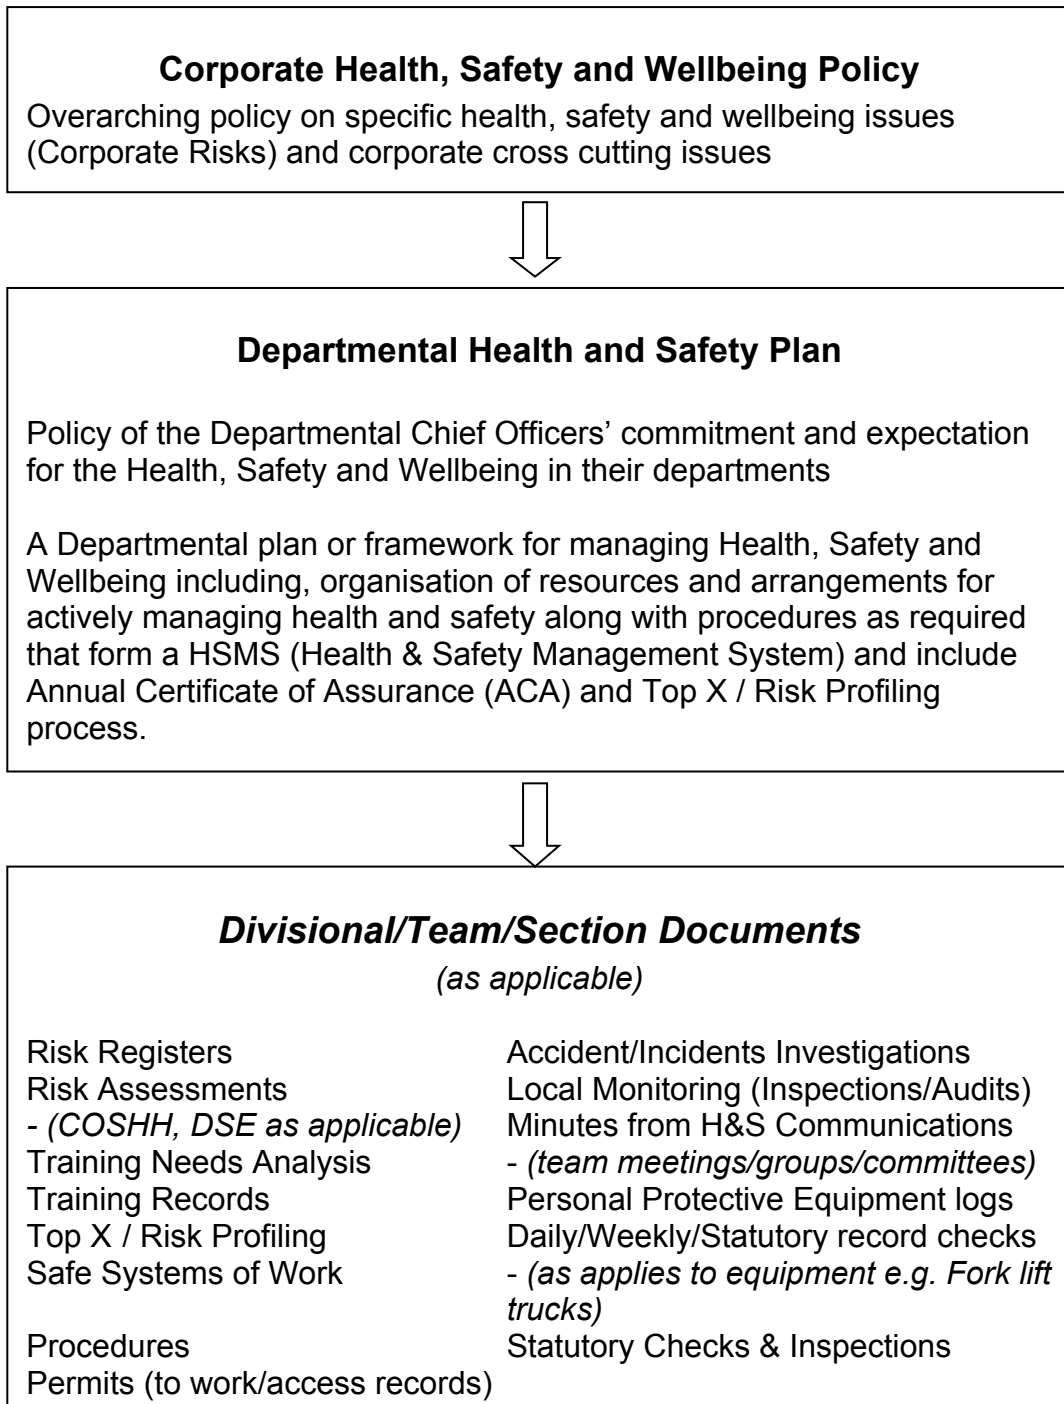 Corporate Health, Safety and Wellbeing Policy
Overarching policy on specific health, safety and wellbeing issues
(Corporate Risks) and corporate cross cutting issues
Departmental Health and Safety Plan
Policy of the Departmental Chief Officers’ commitment and expectation
for the Health, Safety and Wellbeing in their departments
A Departmental plan or framework for managing Health, Safety and
Wellbeing including, organisation of resources and arrangements for
actively managing health and safety along with procedures as required
that form a HSMS (Health & Safety Management System) and include
Annual Certificate of Assurance (ACA) and Top X / Risk Profiling
process.
Divisional/Team/Section Documents
(as applicable)
Risk Registers
Risk Assessments
- (COSHH, DSE as applicable)
Training Needs Analysis
Training Records
Top X / Risk Profiling
Safe Systems of Work
Procedures
Permits (to work/access records)
Accident/Incidents Investigations
Local Monitoring (Inspections/Audits)
Minutes from H&S Communications
- (team meetings/groups/committees)
Personal Protective Equipment logs
Daily/Weekly/Statutory record checks
- (as applies to equipment e.g. Fork lift
trucks)
Statutory Checks & Inspections